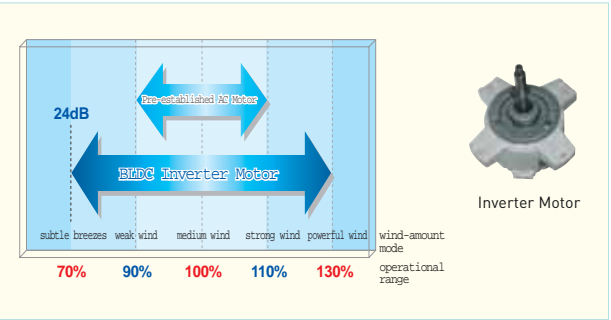 Pre-established AC Motor
24dB
BLDC Inverter Motor
Inverter Motor
subtle breezes weak wind medium wind strong wind powerful wind wind-amount
mode
70% 90% 100% 110% 130% operational
range